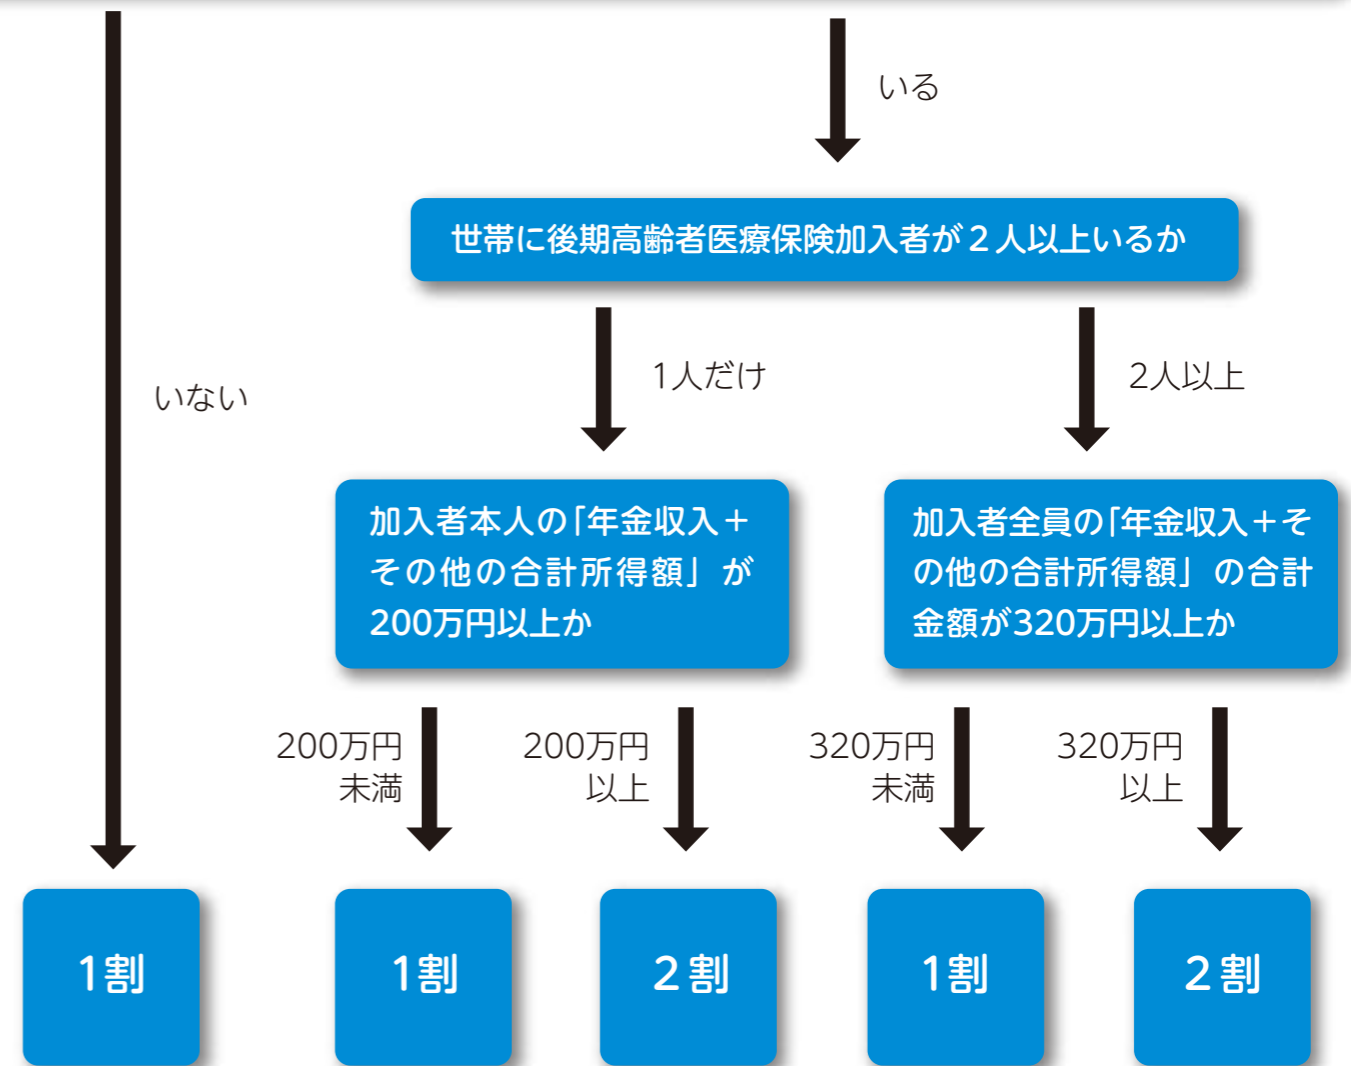 いる
世帯に後期高齢者医療保険加入者が２人以上いるか
いない
1人だけ
2人以上
加入者本人の「年金収入＋
その他の合計所得額」が
200万円以上か
加入者全員の「年金収入＋そ
の他の合計所得額」の合計
金額が320万円以上か
200万円
未満
200万円
以上
320万円
未満
320万円
以上
1割
1割
２割
1割
２割